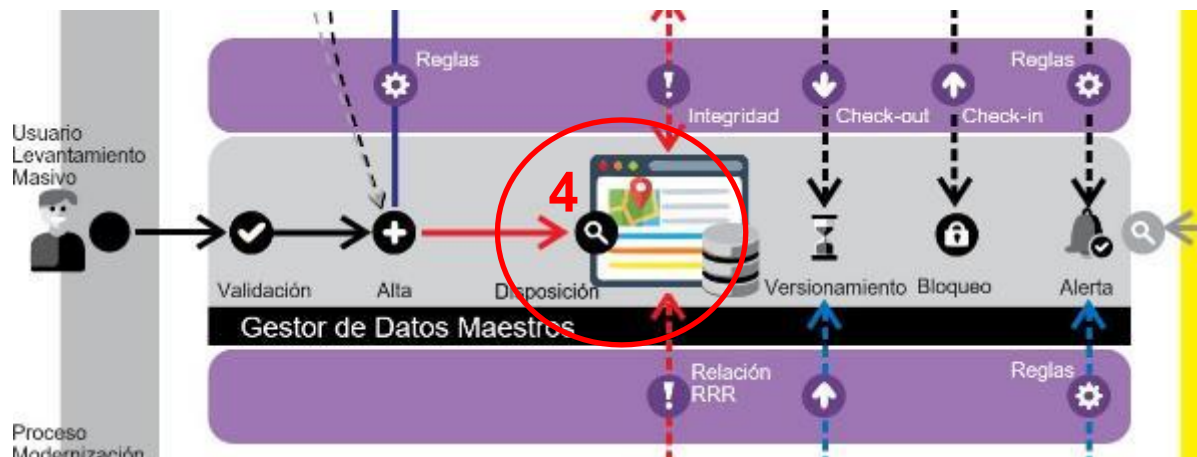 Reglas
Reglas
Integridad
Check-out
Check-in
Usuario
Levantamiento
Masivo
4
Validación
Alta
Disposición
Versionamiento
Bloqueo
Alerta
Gestor de Datos Maestros
Relación
RRR
Reglas
Proceso
Modernización